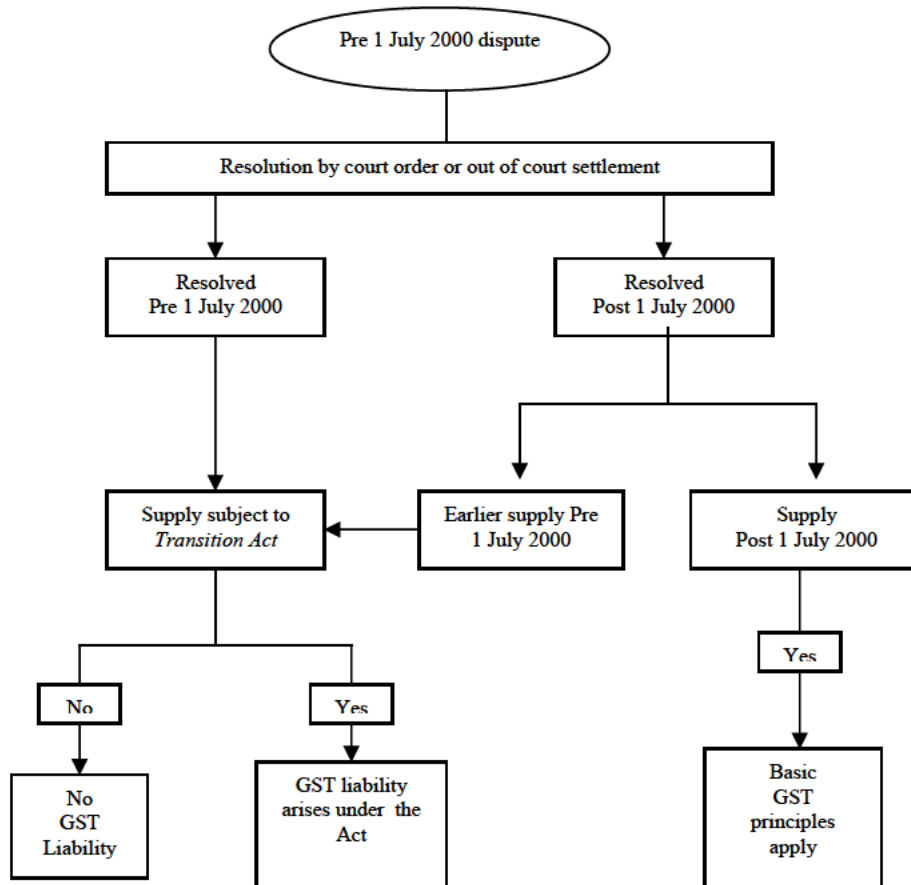 Pre 1 July 2000 dispute
Resolution by court order or out of court settlement
Resolved
Pre 1 July 2000
Resolved
Post 1 July 2000
Supply subject to
Transition Act
Earlier supply Pre
1 July 2000
Supply
Post 1 July 2000
Yes
No
Yes
No
GST
Liability
GST liability
arises under the
Act
Basic
GST
principles
apply